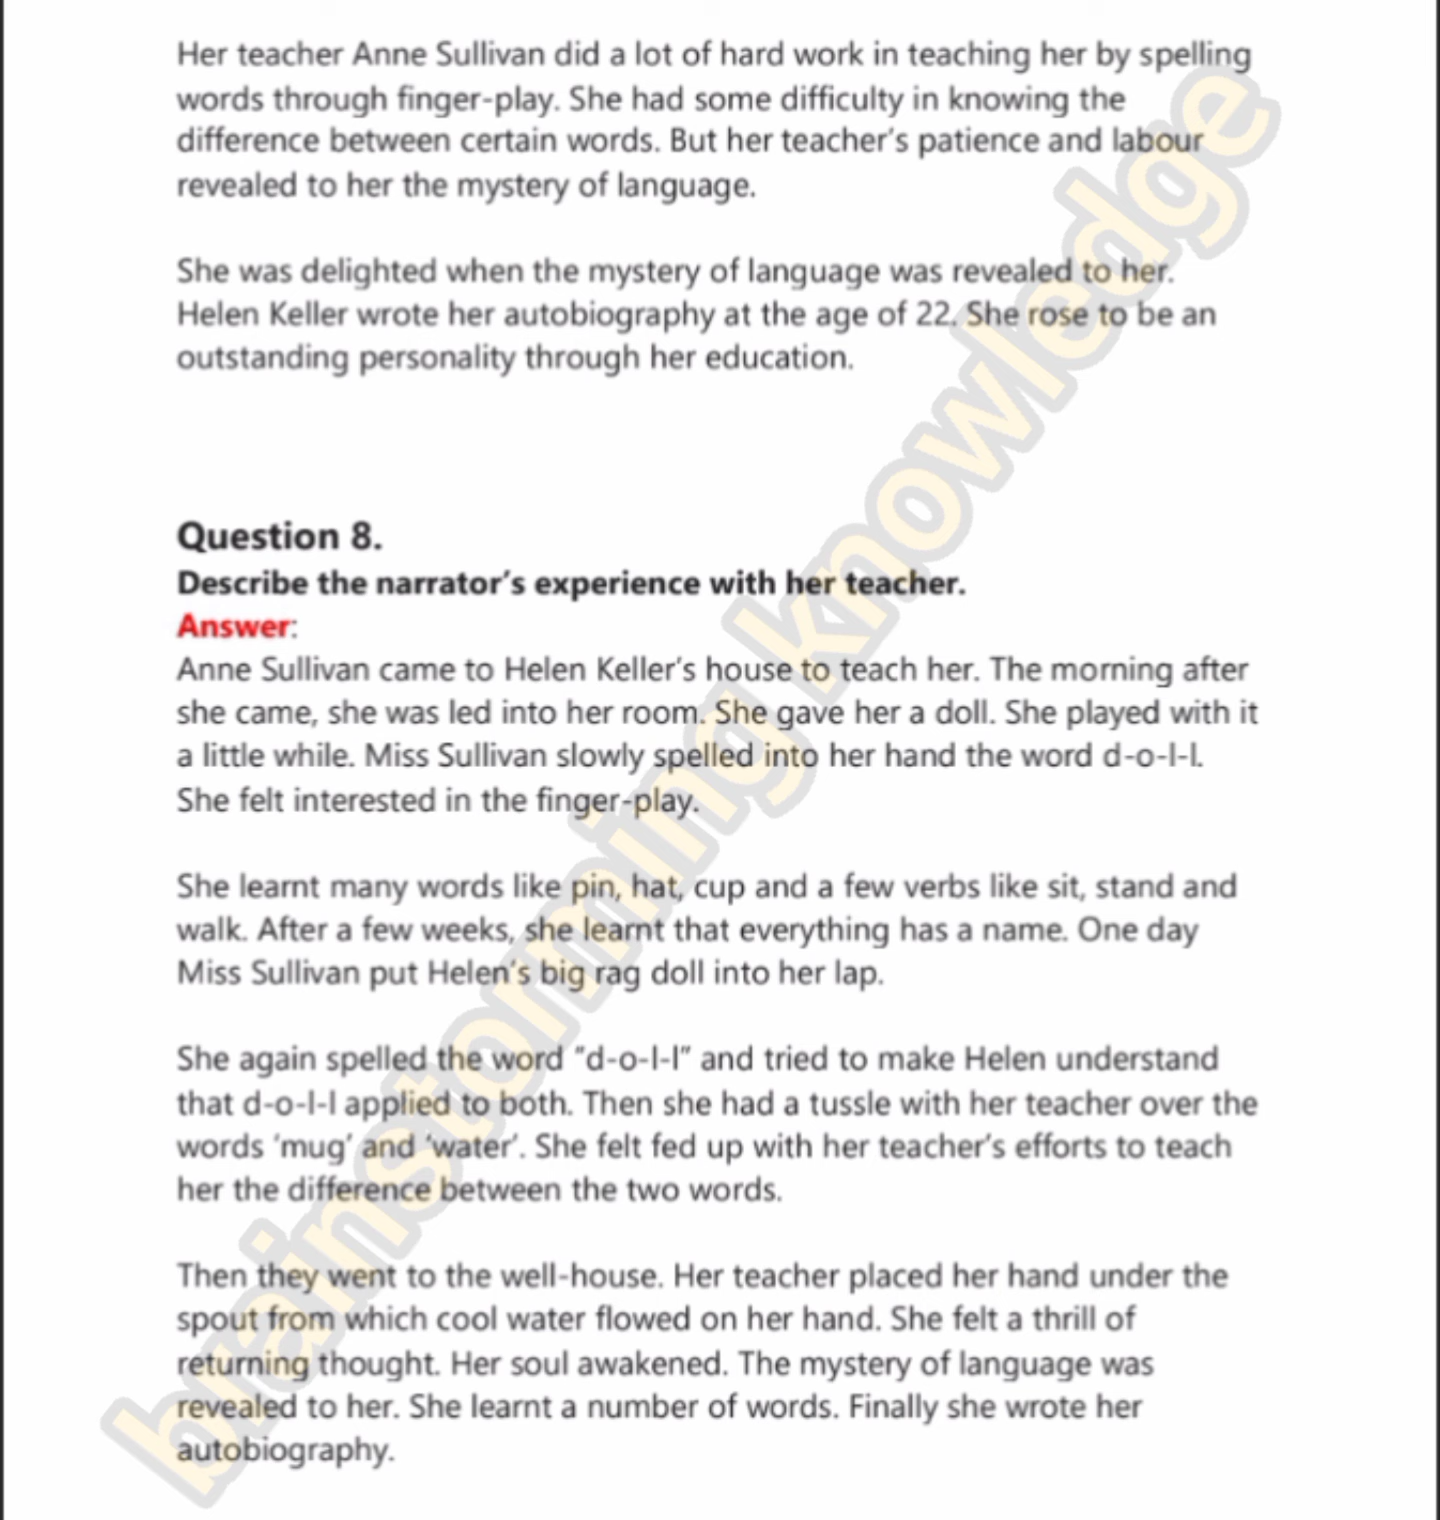 Her teacher Anne Sullivan did a lot of hard work in teaching her by spelling
words through finger-play. She had some difficulty in knowing the
difference between certain words. But her teacher's patience and labour
revealed to her the mystery of language.
She was delighted when the mystery of language was revealed to her.
Helen Keller wrote her autobiography at the age of 22. She rose to be an
outstanding personality through her education.
Question 8.
Describe the narrator's experience with her teacher.
Answer:
Anne Sullivan came to Helen Keller's house to teach her. The morning after
she came, she was led into her room. She gave her a doll. She played with it
a little while. Miss Sullivan slowly spelled into her hand the word d-o-l-l.
She felt interested in the finger-play.
She learnt many words like pin, hat, cup and a few verbs like sit, stand and
walk. After a few weeks, she learnt that everything has a name. One day
Miss Sullivan put Helen's big rag doll into her lap.
She again spelled the word "d-o-l-l" and tried to make Helen understand
that d-o-l-l applied to both. Then she had a tussle with her teacher over the
words 'mug' and 'water'. She felt fed up with her teacher's efforts to teach
her the difference between the two words.
Then they went to the well-house. Her teacher placed her hand under the
spout from which cool water flowed on her hand. She felt a thrill of
returning thought. Her soul awakened. The mystery of language was
revealed to her. She learnt a number of words. Finally she wrote her
autobiography.
brainstorming knowledge